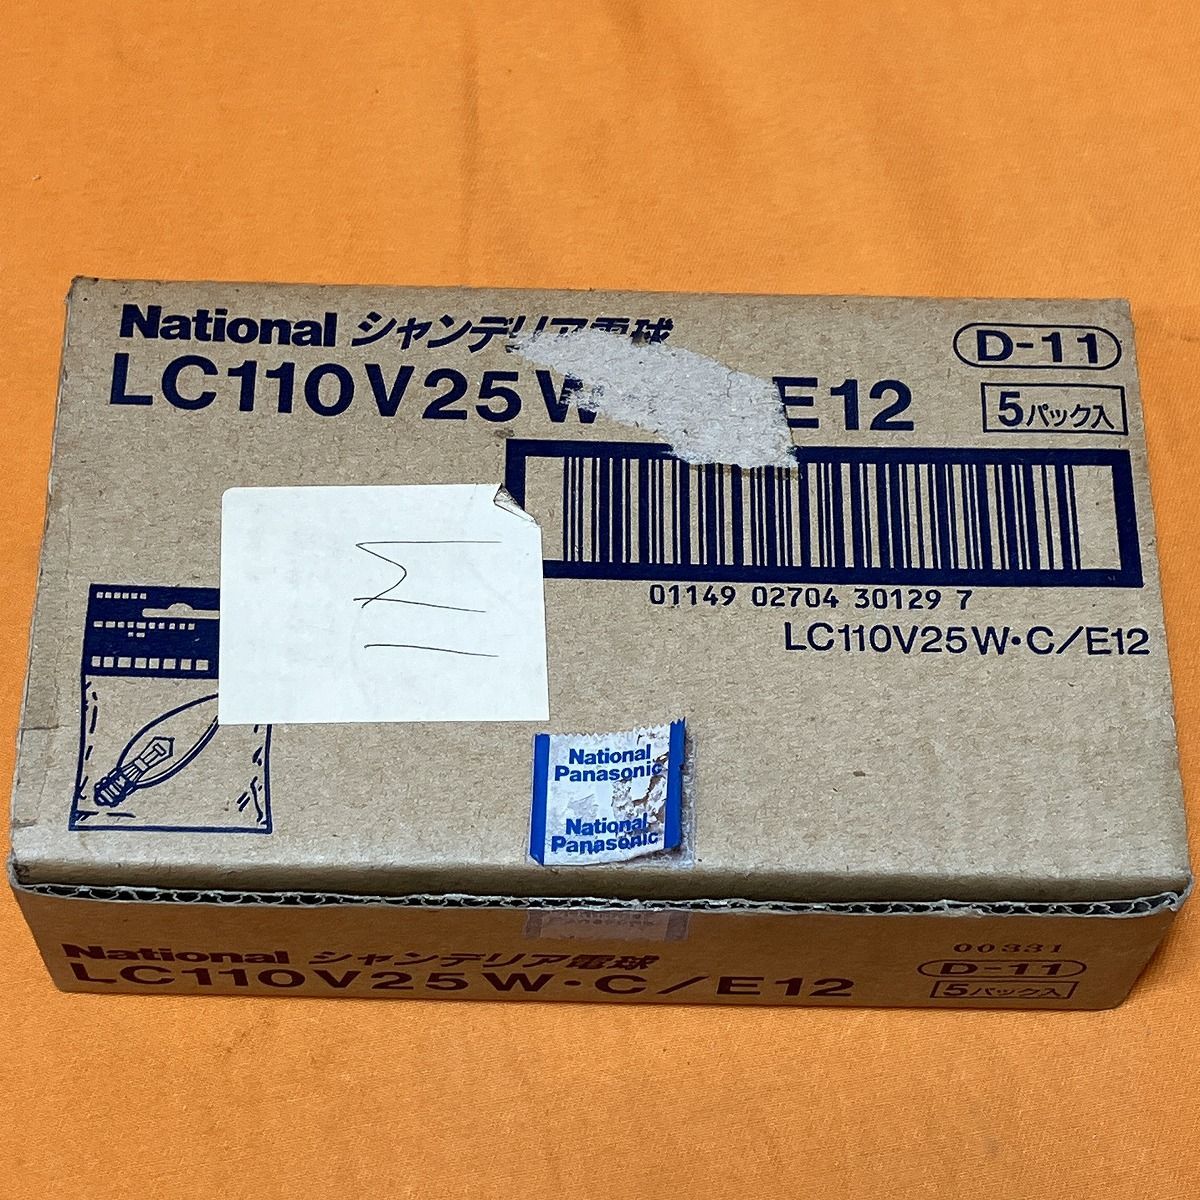 National シャンデリア電球
LC110V25W E12
D-11
5パック入
01149 02704 30129 7
LC110V25W・C/E12
National
Panasonic
National
Panasonic
National シャンデリア電球
LC110V25W・C/E12
00331
D-11
5パック入